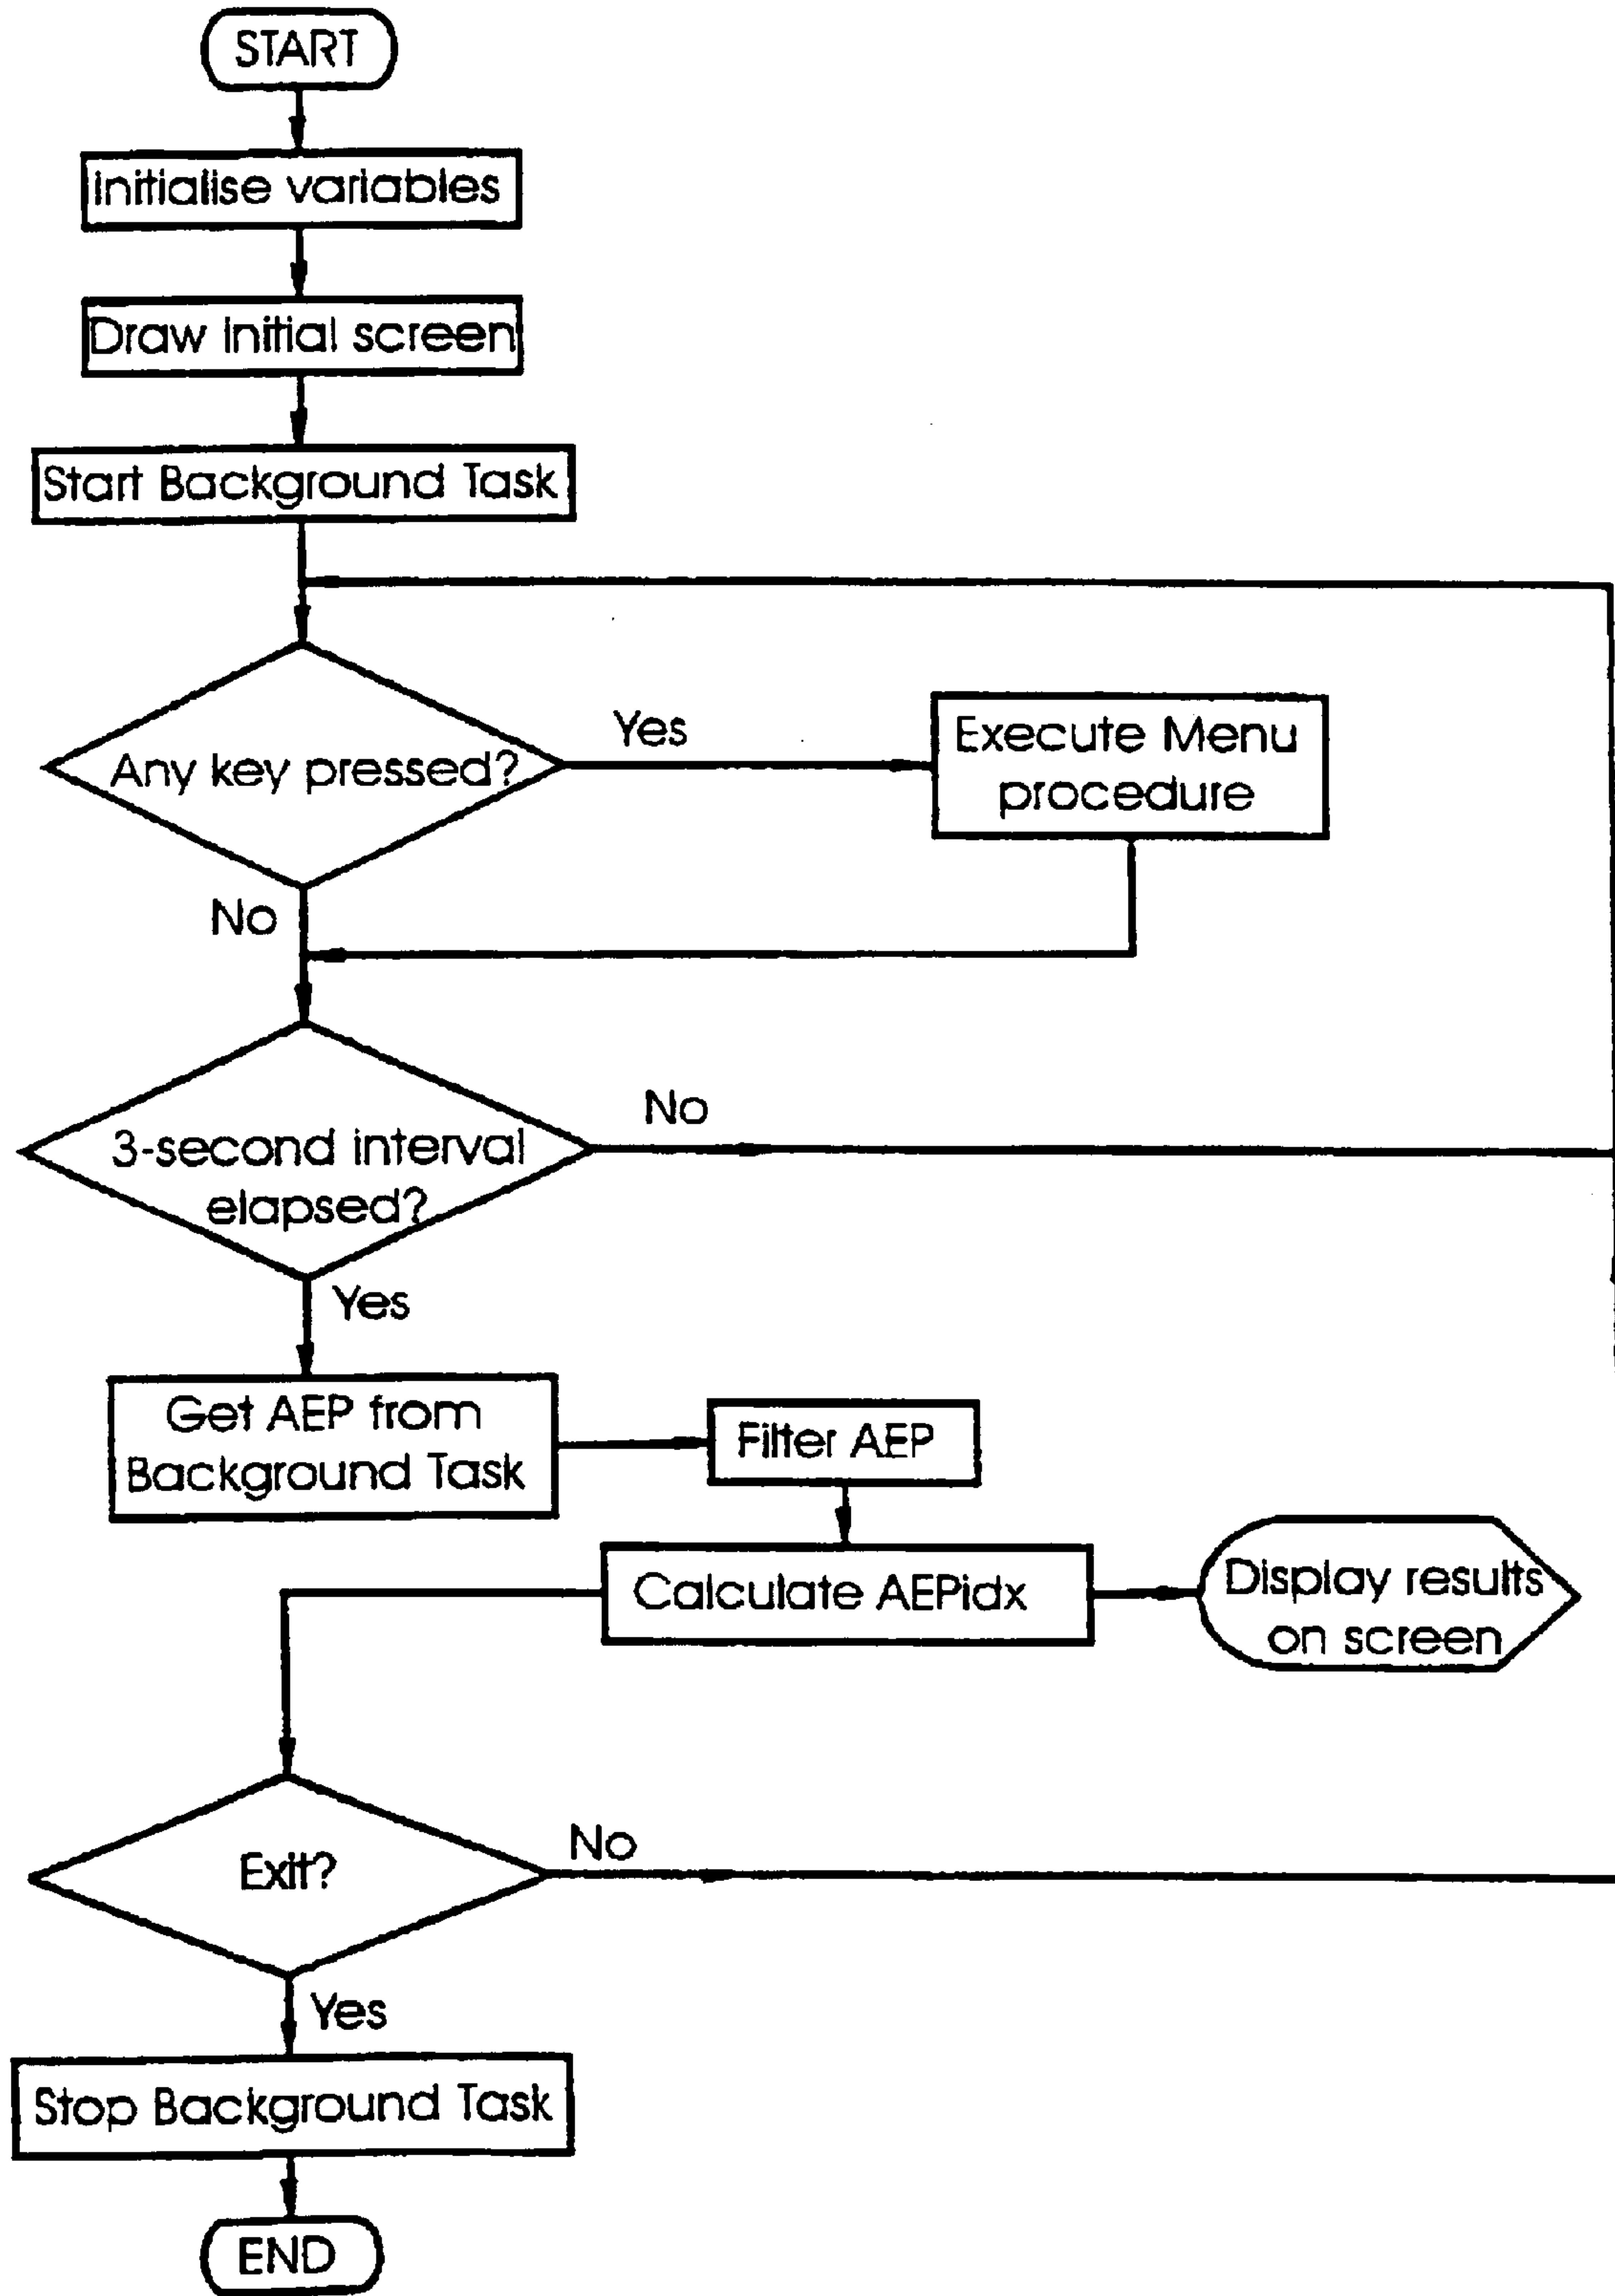 START
Initialise variables
Draw initial screen
Start Background Task
Any key pressed?
Yes
Execute Menu
procedure
No
3-second interval
elapsed?
No
Yes
Get AEP from
Background Task
Filter AEP
Calculate AEPidx
Display results
on screen
Exit?
No
Yes
Stop Background Task
END